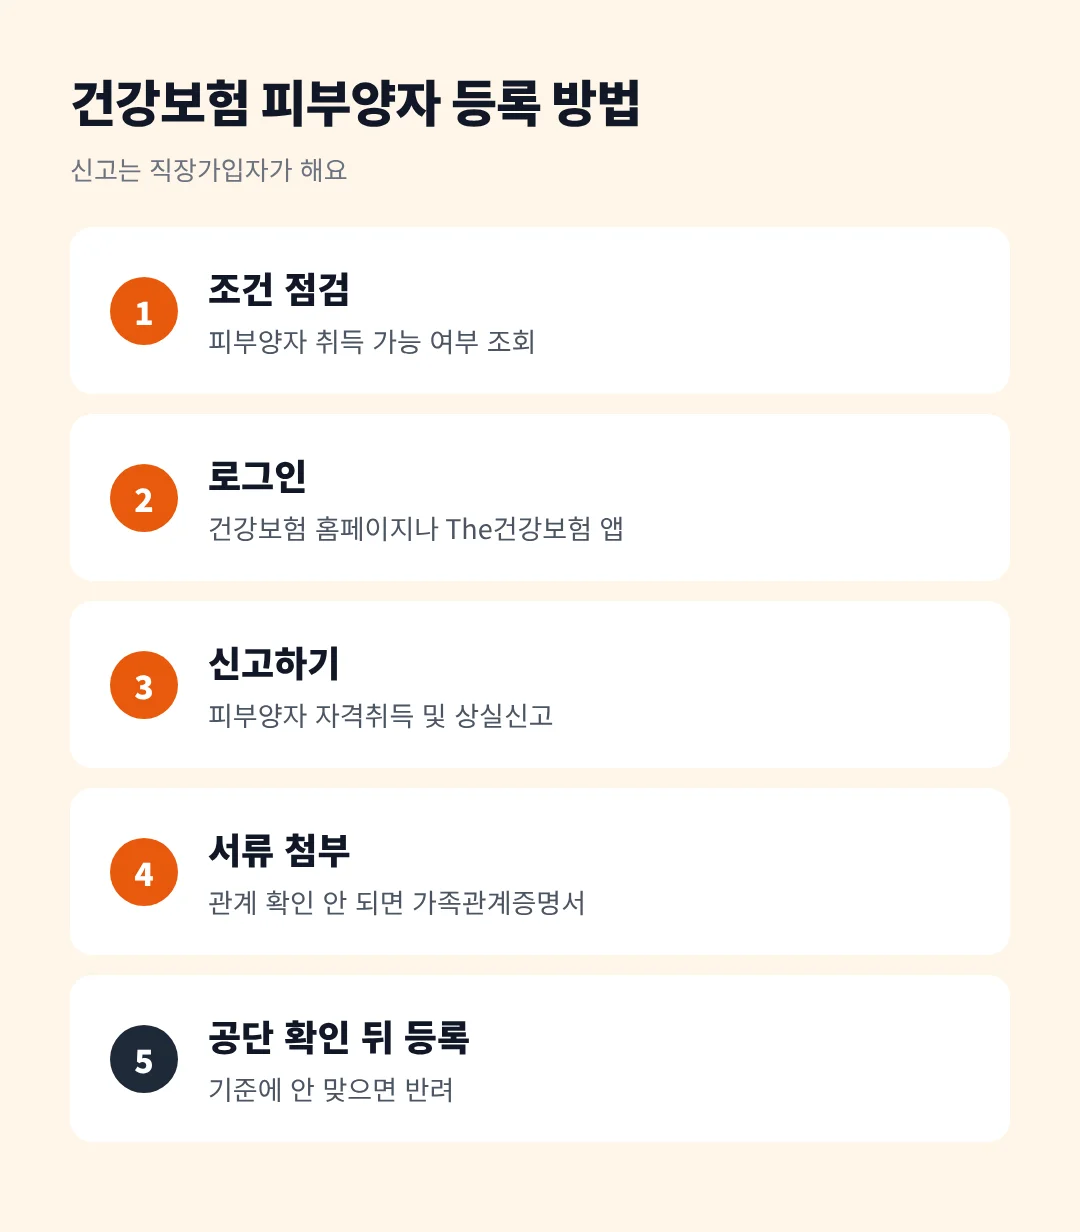 건강보험 피부양자 등록 방법
신고는 직장가입자가 해요
1
조건 점검
피부양자 취득 가능 여부 조회
2
로그인
건강보험 홈페이지나 The건강보험 앱
3
신고하기
피부양자 자격취득 및 상실신고
4
서류 첨부
관계 확인 안 되면 가족관계증명서
5
공단 확인 뒤 등록
기준에 안 맞으면 반려